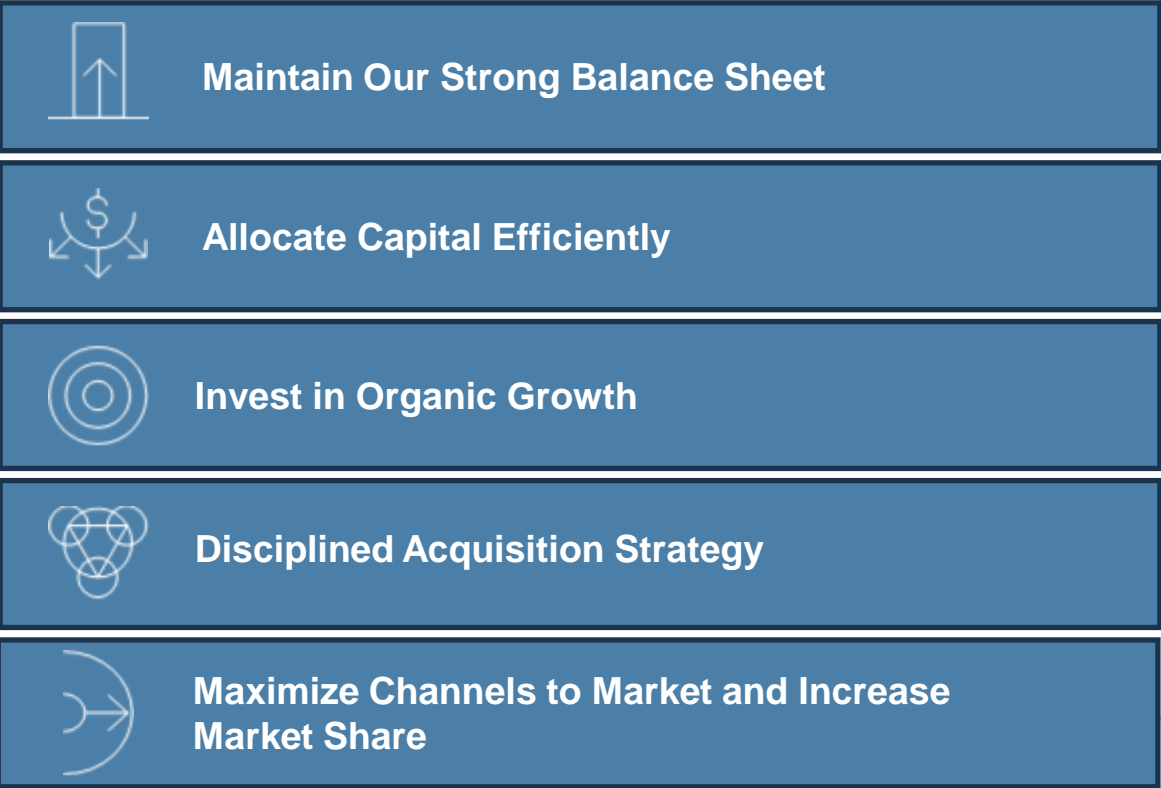 Maintain Our Strong Balance Sheet
$
Allocate Capital Efficiently
Invest in Organic Growth
Disciplined Acquisition Strategy
Maximize Channels to Market and Increase
Market Share